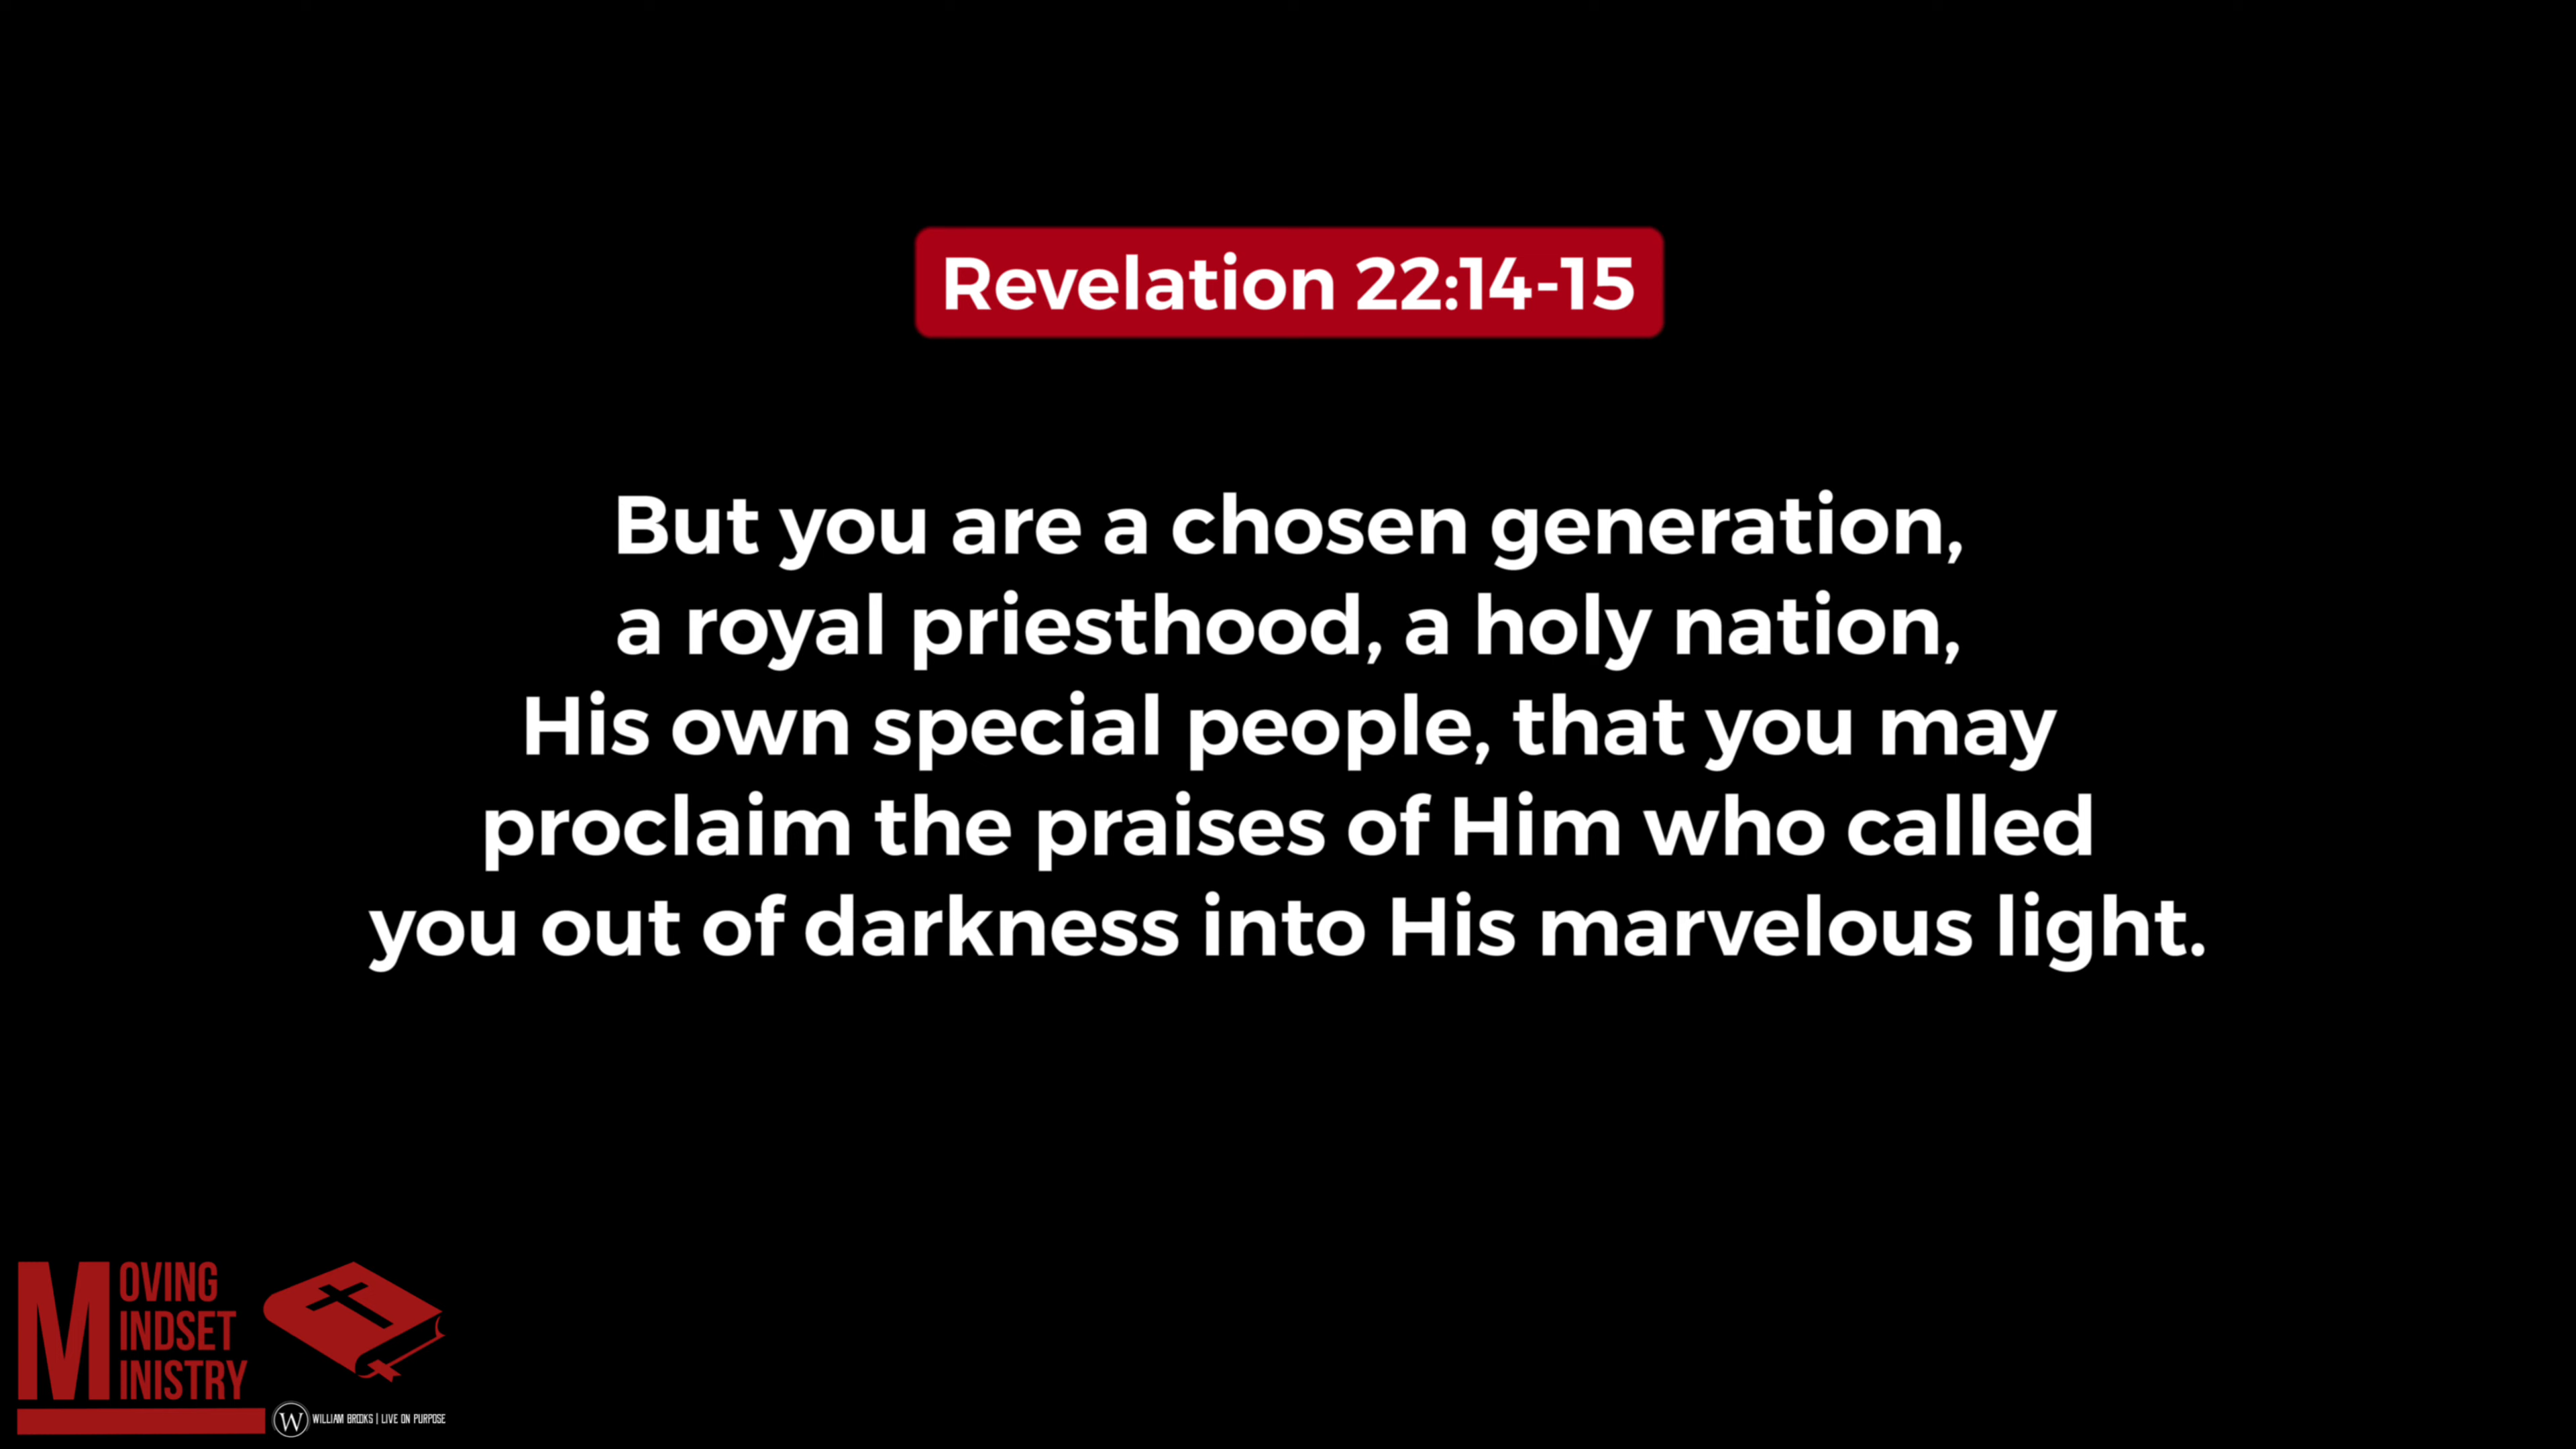 Revelation 22:14-15
But you are a chosen generation,
a royal priesthood, a holy nation,
His own special people, that you may
proclaim the praises of Him who called
you out of darkness into His marvelous light.
MOVING
MINDSET
MINISTRY
W WILLIAM BROOKS | LIVE ON PURPOSE